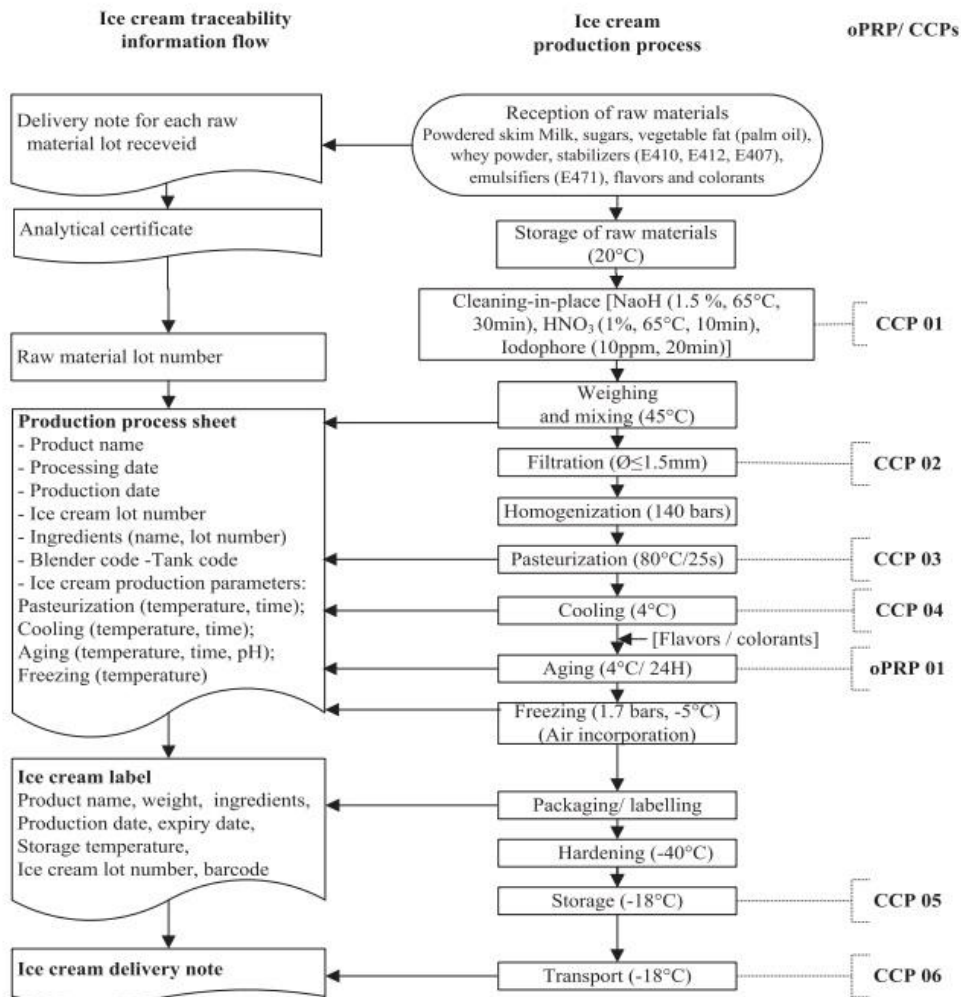 Ice cream traceability
information flow
Ice cream
production process
oPRP/ CCPs
Delivery note for each raw
material lot receveid
Analytical certificate
Raw material lot number
Production process sheet
- Product name
- Processing date
- Production date
- Ice cream lot number
- Ingredients (name, lot number)
- Blender code -Tank code
- Ice cream production parameters:
Pasteurization (temperature, time);
Cooling (temperature, time);
Aging (temperature, time, pH);
Freezing (temperature)
Ice cream label
Product name, weight, ingredients,
Production date, expiry date,
Storage temperature,
Ice cream lot number, barcode
Ice cream delivery note
Reception of raw materials
Powdered skim Milk, sugars, vegetable fat (palm oil),
whey powder, stabilizers (E410, E412, E407),
emulsifiers (E471), flavors and colorants
Storage of raw materials
(20°C)
Cleaning-in-place [NaoH (1.5 %, 65°C,
30min), HNO₃ (1%, 65°C, 10min),
Iodophore (10ppm, 20min)]
Weighing
and mixing (45°C)
Filtration (Ø≤1.5mm)
Homogenization (140 bars)
Pasteurization (80°C/25s)
Cooling (4°C)
[Flavors / colorants]
Aging (4°C/ 24H)
Freezing (1.7 bars, -5°C)
(Air incorporation)
Packaging/ labelling
Hardening (-40°C)
Storage (-18°C)
Transport (-18°C)
CCP 01
CCP 02
CCP 03
CCP 04
oPRP 01
CCP 05
CCP 06